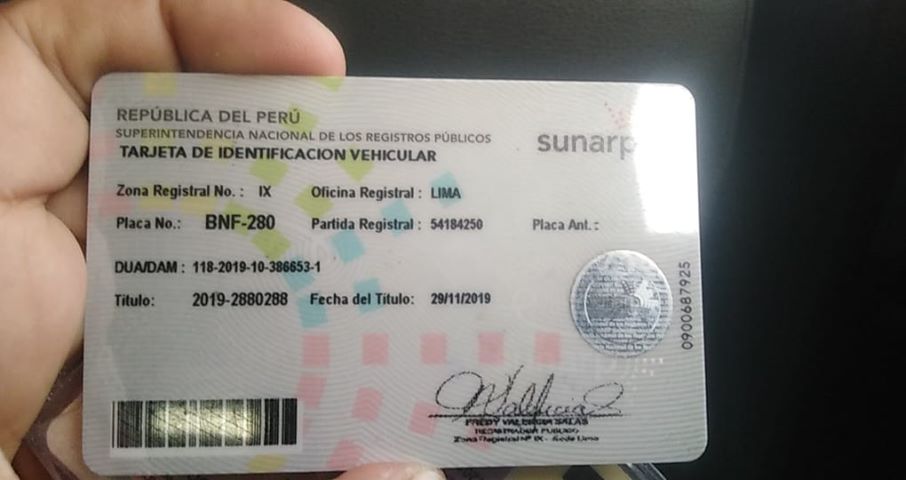 REPÚBLICA DEL PERÚ
SUPERINTENDENCIA NACIONAL DE LOS REGISTROS PÚBLICOS
TARJETA DE IDENTIFICACION VEHICULAR
sunarp
Zona Registral No. : IX Oficina Registral : LIMA
Placa No.: BNF-280 Partida Registral : 54184250 Placa Ant. :
DUA/DAM : 118-2019-10-386653-1
Titulo: 2019-2880288 Fecha del Titulo: 29/11/2019
0900687925
FREDY VALENCIA SALAS
REGISTRADOR PUBLICO
Zona Registral Nº IX - Sede Lima